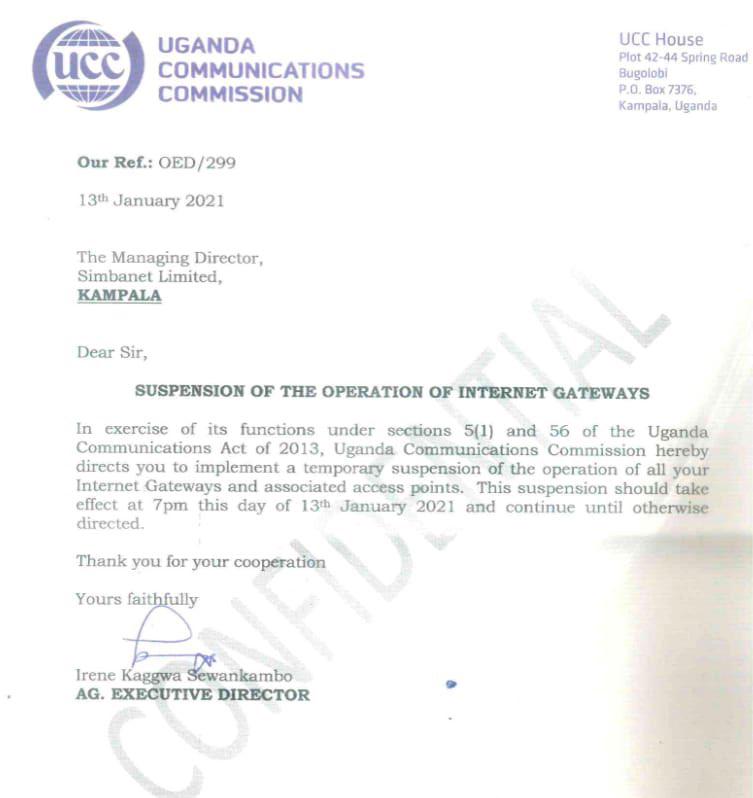 UCC
UGANDA
COMMUNICATIONS
COMMISSION
UCC House
Plot 42-44 Spring Road
Bugolobi
P.O. Box 7376,
Kampala, Uganda
Our Ref.: OED/299
13th January 2021
The Managing Director,
Simbanet Limited,
KAMPALA
Dear Sir,
SUSPENSION OF THE OPERATION OF INTERNET GATEWAYS
In exercise of its functions under sections 5(1) and 56 of the Uganda
Communications Act of 2013, Uganda Communications Commission hereby
directs you to implement a temporary suspension of the operation of all your
Internet Gateways and associated access points. This suspension should take
effect at 7pm this day of 13th January 2021 and continue until otherwise
directed.
Thank you for your cooperation
Yours faithfully
Irene Kaggwa Sewankambo
AG. EXECUTIVE DIRECTOR
CONFIDENTIAL